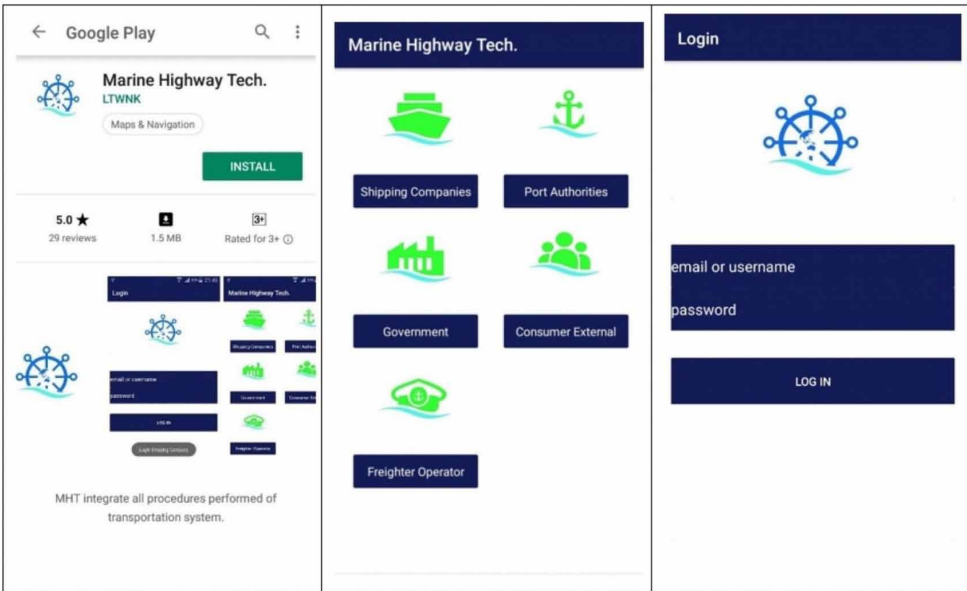 Google Play
Marine Highway Tech.
LTWNK
Maps & Navigation
INSTALL
5.0 ★
29 reviews
1.5 MB
3+
Rated for 3+
Login
email or username
password
LOG IN
Marine Highway Tech.
Shipping Companies
Government
Freighter Operator
MHT integrate all procedures performed of
transportation system.
Marine Highway Tech.
Shipping Companies
Port Authorities
Government
Consumer External
Freighter Operator
Login
email or username
password
LOG IN